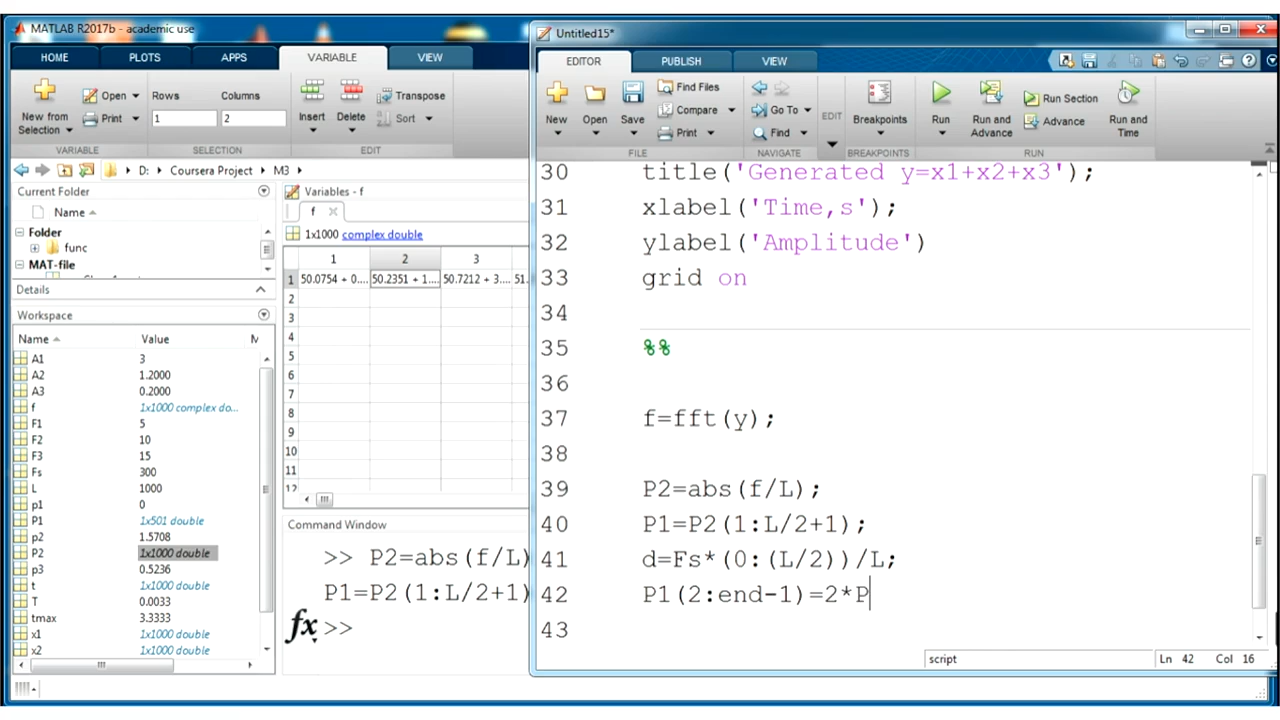 MATLAB R2017b - academic use
HOME PLOTS APPS VARIABLE VIEW
New from Selection
Open
Print
Rows Columns
1 2
Insert Delete
Transpose
Sort
VARIABLE SELECTION EDIT
D: Coursera Project M3
Current Folder
Name
Folder
func
MAT-file
Details
Workspace
Name Value
A1 3
A2 1.2000
A3 0.2000
f 1x1000 complex do...
F1 5
F2 10
F3 15
Fs 300
L 1000
p1 0
P1 1x501 double
p2 1.5708
P2 1x1000 double
p3 0.5236
t 1x1000 double
T 0.0033
tmax 3.3333
x1 1x1000 double
x2 1x1000 double
Variables - f
f
1x1000 complex double
1 2 3
1 50.0754 + 0.... 50.2351 + 1.... 50.7212 + 3.... 51.
2
3
4
5
6
7
8
9
10
11
12
Command Window
>> P2=abs(f/L)
P1=P2(1:L/2+1)
fx >>
Untitled15*
EDITOR PUBLISH VIEW
New Open Save
Find Files
Compare
Print
Go To
Find
EDIT
Breakpoints
Run
Run and Advance
Run Section
Advance
Run and Time
FILE NAVIGATE BREAKPOINTS RUN
30 title('Generated y=x1+x2+x3');
31 xlabel('Time,s');
32 ylabel('Amplitude')
33 grid on
34
35 %%
36
37 f=fft(y);
38
39 P2=abs(f/L);
40 P1=P2(1:L/2+1);
41 d=Fs*(0:(L/2))/L;
42 P1(2:end-1)=2*P
43
script Ln 42 Col 16